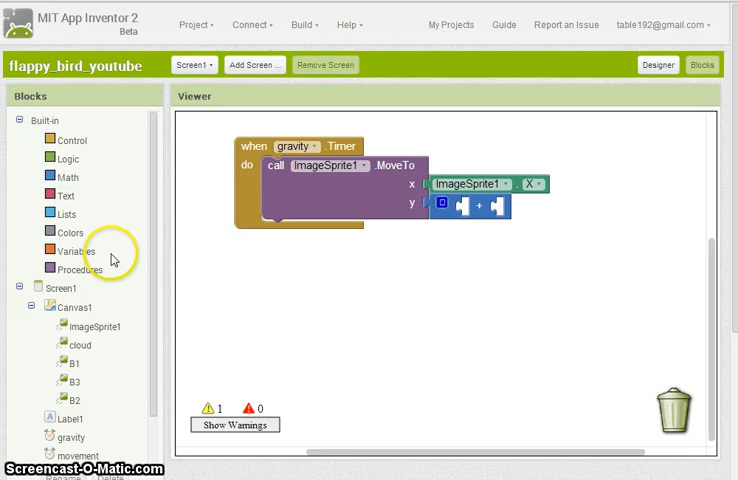 MIT App Inventor 2
Beta
Project Connect Build Help My Projects Guide Report an Issue table192@gmail.com
flappy_bird_youtube Screen1 Add Screen ... Remove Screen Designer Blocks
Blocks
Viewer
Built-in
Control
Logic
Math
Text
Lists
Colors
Variables
Procedures
Screen1
Canvas1
ImageSprite1
cloud
B1
B3
B2
Label1
gravity
movement
Rename Delete
when gravity .Timer
do call ImageSprite1 .MoveTo
x ImageSprite1 . X
y +
1 0
Show Warnings
Screencast-O-Matic.com